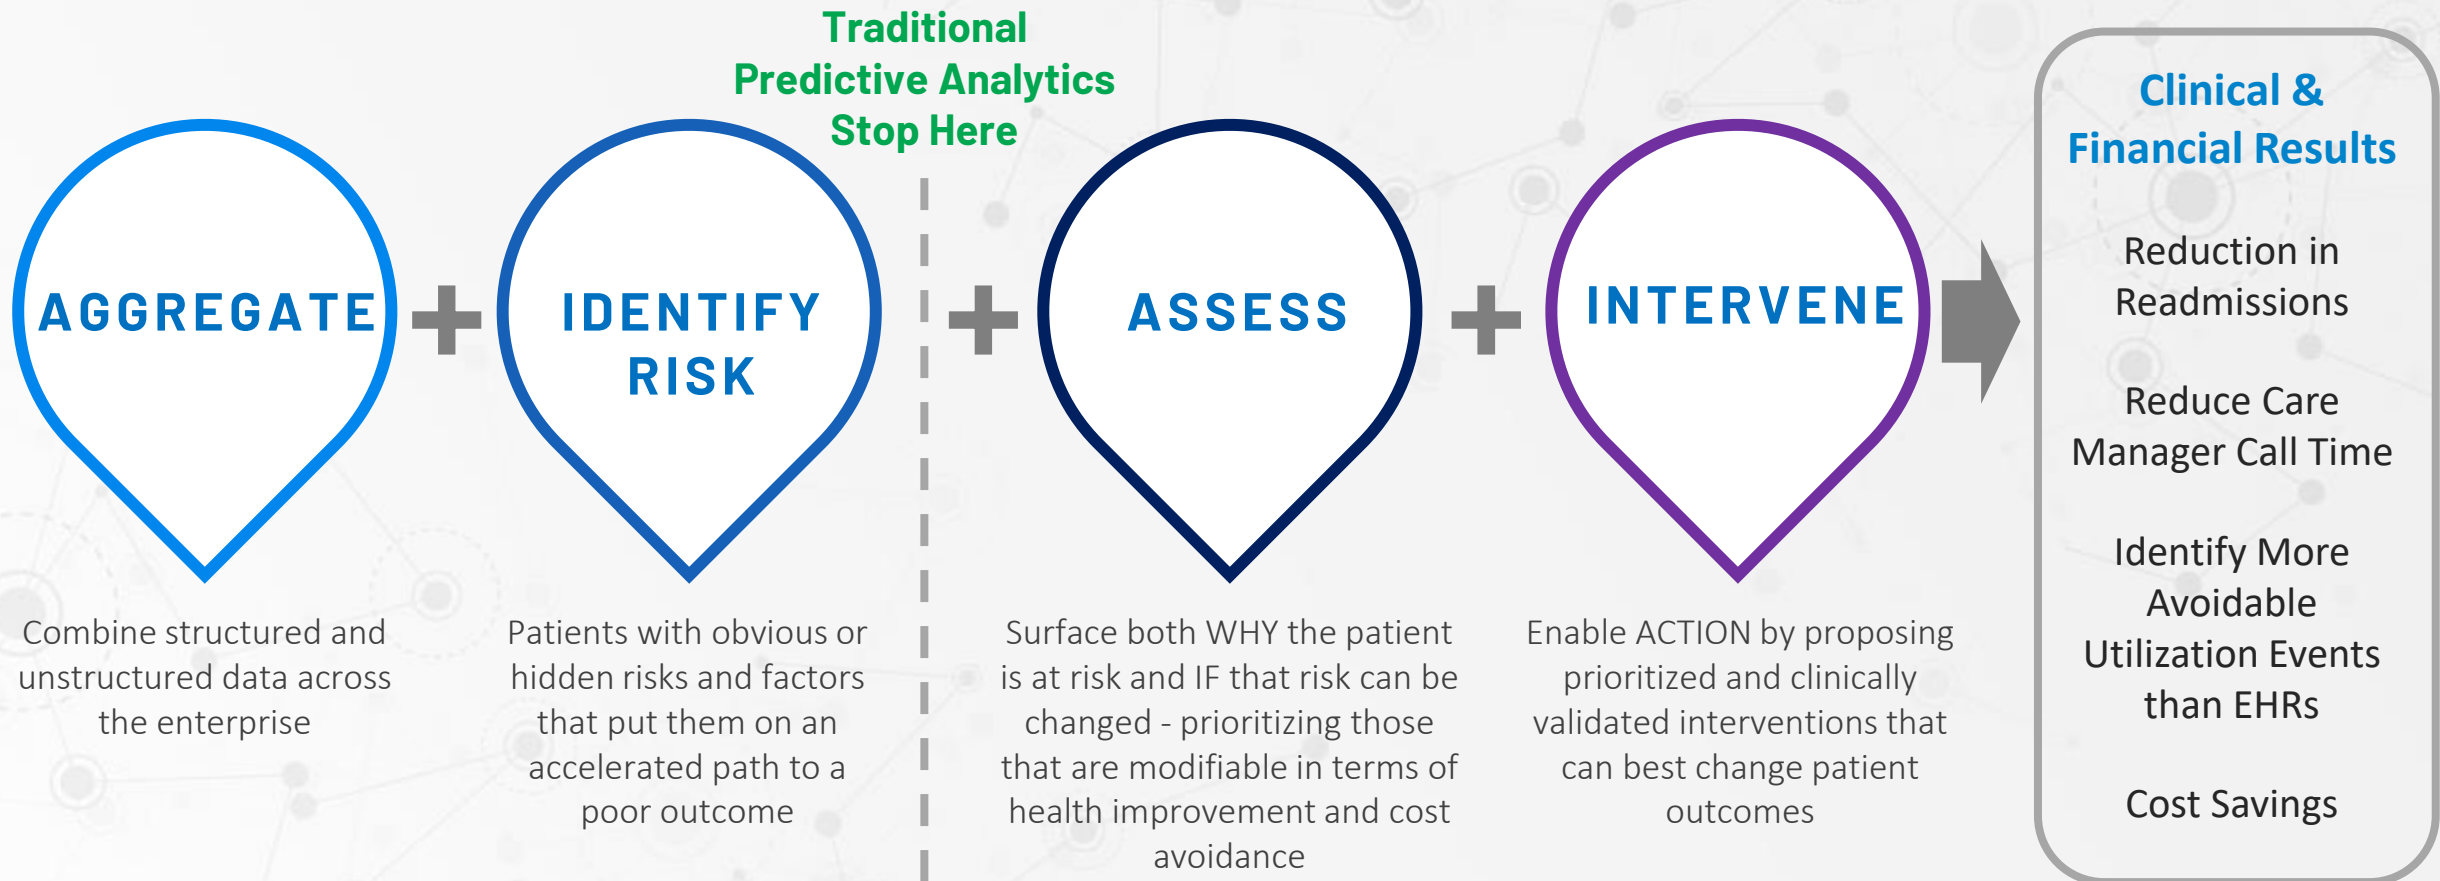 Traditional
Predictive Analytics
Stop Here
AGGREGATE
IDENTIFY
RISK
ASSESS
INTERVENE
Combine structured and
unstructured data across
the enterprise
Patients with obvious or
hidden risks and factors
that put them on an
accelerated path to a
poor outcome
Surface both WHY the patient
is at risk and IF that risk can be
changed - prioritizing those
that are modifiable in terms of
health improvement and cost
avoidance
Enable ACTION by proposing
prioritized and clinically
validated interventions that
can best change patient
outcomes
Clinical &
Financial Results
Reduction in
Readmissions
Reduce Care
Manager Call Time
Identify More
Avoidable
Utilization Events
than EHRs
Cost Savings